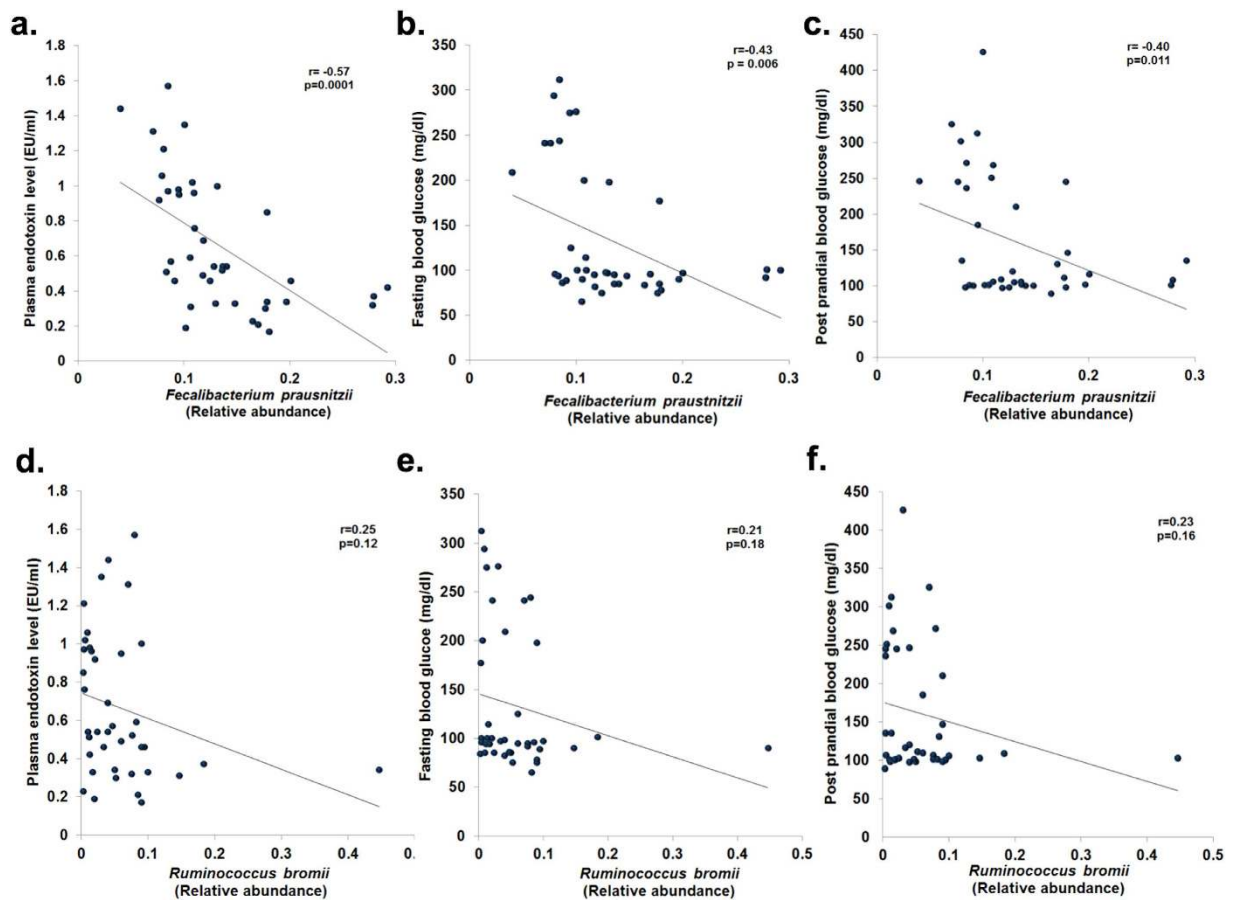 a.
r= -0.57
p=0.0001
Plasma endotoxin level (EU/ml)
1.8
1.6
1.4
1.2
1
0.8
0.6
0.4
0.2
0
0 0.1 0.2 0.3
Fecalibacterium prausnitzii
(Relative abundance)
b.
r=-0.43
p = 0.006
Fasting blood glucose (mg/dl)
350
300
250
200
150
100
50
0
0 0.1 0.2 0.3
Fecalibacterium praustnitzii
(Relative abundance)
c.
r= -0.40
p=0.011
Post prandial blood glucose (mg/dl)
450
400
350
300
250
200
150
100
50
0
0 0.1 0.2 0.3
Fecalibacterium prausnitzii
(Relative abundance)
d.
r=0.25
p=0.12
Plasma endotoxin level (EU/ml)
1.8
1.6
1.4
1.2
1
0.8
0.6
0.4
0.2
0
0 0.1 0.2 0.3 0.4 0.
Ruminococcus bromii
(Relative abundance)
e.
r=0.21
p=0.18
Fasting blood glucoe (mg/dl)
350
300
250
200
150
100
50
0
0 0.1 0.2 0.3 0.4 0.5
Ruminococcus bromii
(Relative abundance)
f.
r=0.23
p=0.16
Post prandial blood glucose (mg/dl)
450
400
350
300
250
200
150
100
50
0
0 0.1 0.2 0.3 0.4 0.5
Ruminococcus bromii
(Relative abundance)